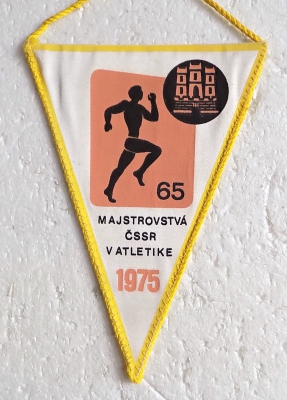 65
MAJSTROVSTVÁ
ČSSR
V ATLETIKE
1975